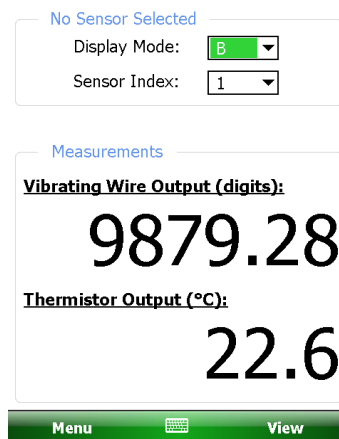 No Sensor Selected
Display Mode: B
Sensor Index: 1
Measurements
Vibrating Wire Output (digits):
9879.28
Thermistor Output (°C):
22.6
Menu View